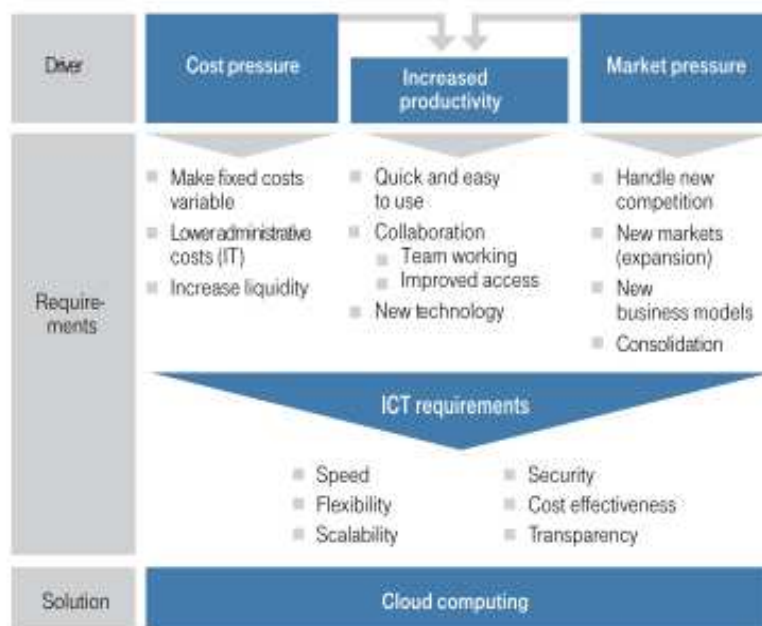 Driver
Cost pressure
Increased
productivity
Market pressure
Require-
ments
Make fixed costs
variable
Lower administrative
costs (IT)
Increase liquidity
Quick and easy
to use
Collaboration
Team working
Improved access
New technology
Handle new
competition
New markets
(expansion)
New
business models
Consolidation
ICT requirements
Speed
Flexibility
Scalability
Security
Cost effectiveness
Transparency
Solution
Cloud computing